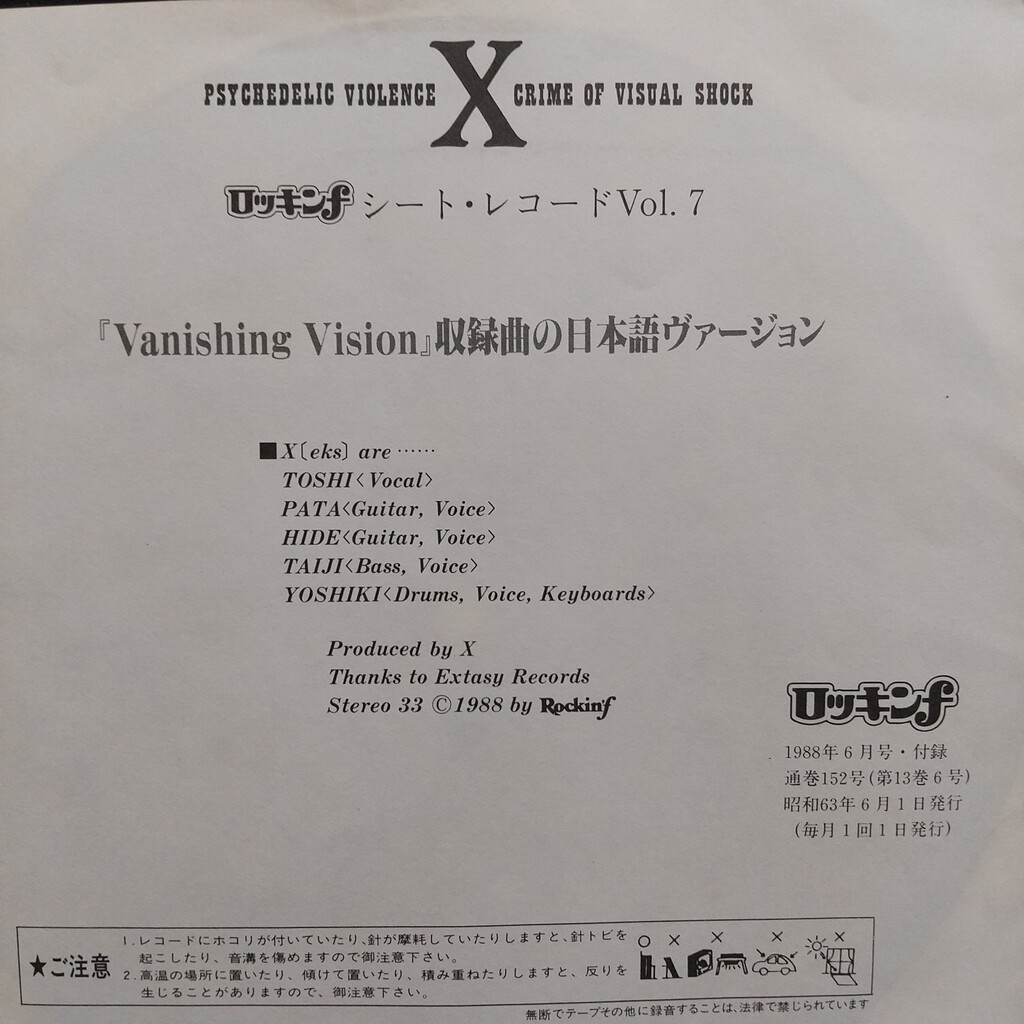 X
PSYCHEDELIC VIOLENCE CRIME OF VISUAL SHOCK
ロッキンf シート・レコードVol. 7
『Vanishing Vision』収録曲の日本語ヴァージョン
■X〔eks〕 are ……
TOSHI〈Vocal〉
PATA〈Guitar, Voice〉
HIDE〈Guitar, Voice〉
TAIJI〈Bass, Voice〉
YOSHIKI〈Drums, Voice, Keyboards〉
Produced by X
Thanks to Extasy Records
Stereo 33 ©1988 by Rockin'f
ロッキンf
1988年6月号・付録
通巻152号(第13巻6号)
昭和63年6月1日発行
(毎月1回1日発行)
★ご注意
1.レコードにホコリが付いていたり、針が摩耗していたりしますと、針トビを
起こしたり、音溝を傷めますので御注意下さい。
2.高温の場所に置いたり、傾けて置いたり、積み重ねたりしますと、反りを
生じることがありますので、御注意下さい。
○ × × × ×
無断でテープその他に録音することは、法律で禁じられています